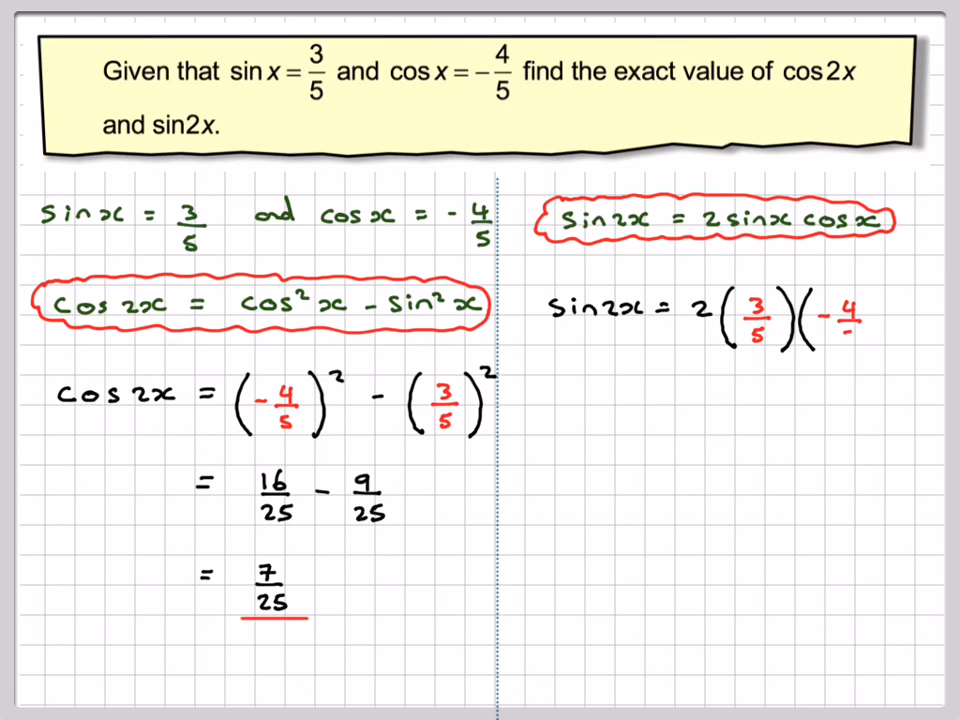 Given that sin x = 3/5 and cos x = −4/5 find the exact value of cos 2x
and sin2x.
sin x = 3/5 and cos x = - 4/5
cos 2x = cos² x - sin² x
cos 2x = (- 4/5)² - (3/5)²
= 16/25 - 9/25
= 7/25
sin 2x = 2 sin x cos x
sin 2x = 2 (3/5)(- 4/